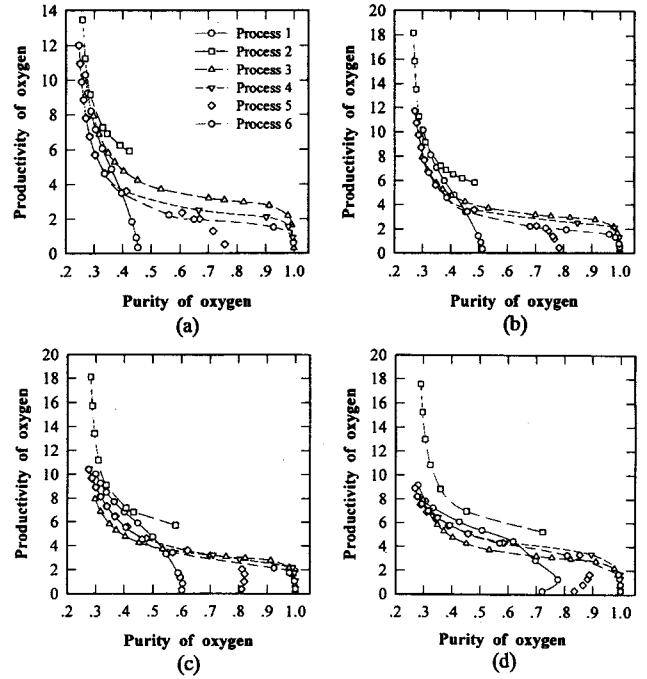 14
12
10
8
6
4
2
0
Productivity of oxygen
.2 .3 .4 .5 .6 .7 .8 .9 1.0
Purity of oxygen
(a)
Process 1
Process 2
Process 3
Process 4
Process 5
Process 6
20
18
16
14
12
10
8
6
4
2
0
Productivity of oxygen
.2 .3 .4 .5 .6 .7 .8 .9 1.0
Purity of oxygen
(b)
20
18
16
14
12
10
8
6
4
2
0
Productivity of oxygen
.2 .3 .4 .5 .6 .7 .8 .9 1.0
Purity of oxygen
(c)
20
18
16
14
12
10
8
6
4
2
0
Productivity of oxygen
.2 .3 .4 .5 .6 .7 .8 .9 1.0
Purity of oxygen
(d)